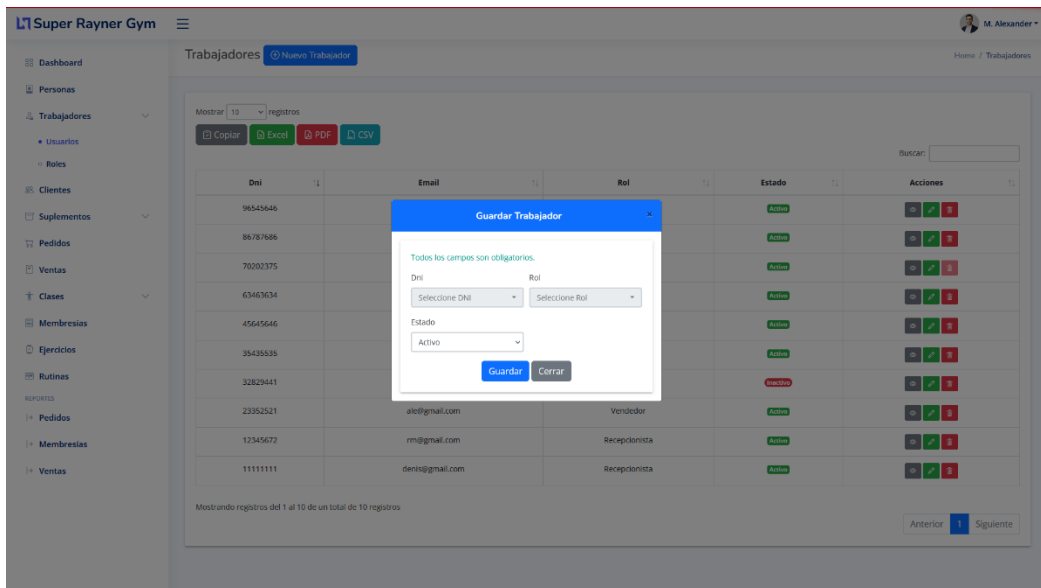 Super Rayner Gym
M. Alexander
Dashboard
Personas
Trabajadores
Usuarios
Roles
Clientes
Suplementos
Pedidos
Ventas
Clases
Membresias
Ejercicios
Rutinas
REPORTES
Pedidos
Membresias
Ventas
Trabajadores Nuevo Trabajador
Home / Trabajadores
Mostrar 10 registros
Copiar Excel PDF CSV
Buscar:
Dni Email Rol Estado Acciones
96545646 Activo
86787686 Activo
70202375 Activo
63463634 Activo
45645646 Activo
35435535 Activo
32829441 Inactivo
23352521 ale@gmail.com Vendedor Activo
12345672 rm@gmail.com Recepcionista Activo
11111111 denis@gmail.com Recepcionista Activo
Mostrando registros del 1 al 10 de un total de 10 registros
Anterior 1 Siguiente
Guardar Trabajador ×
Todos los campos son obligatorios.
Dni Rol
Seleccione DNI Seleccione Rol
Estado
Activo
Guardar Cerrar